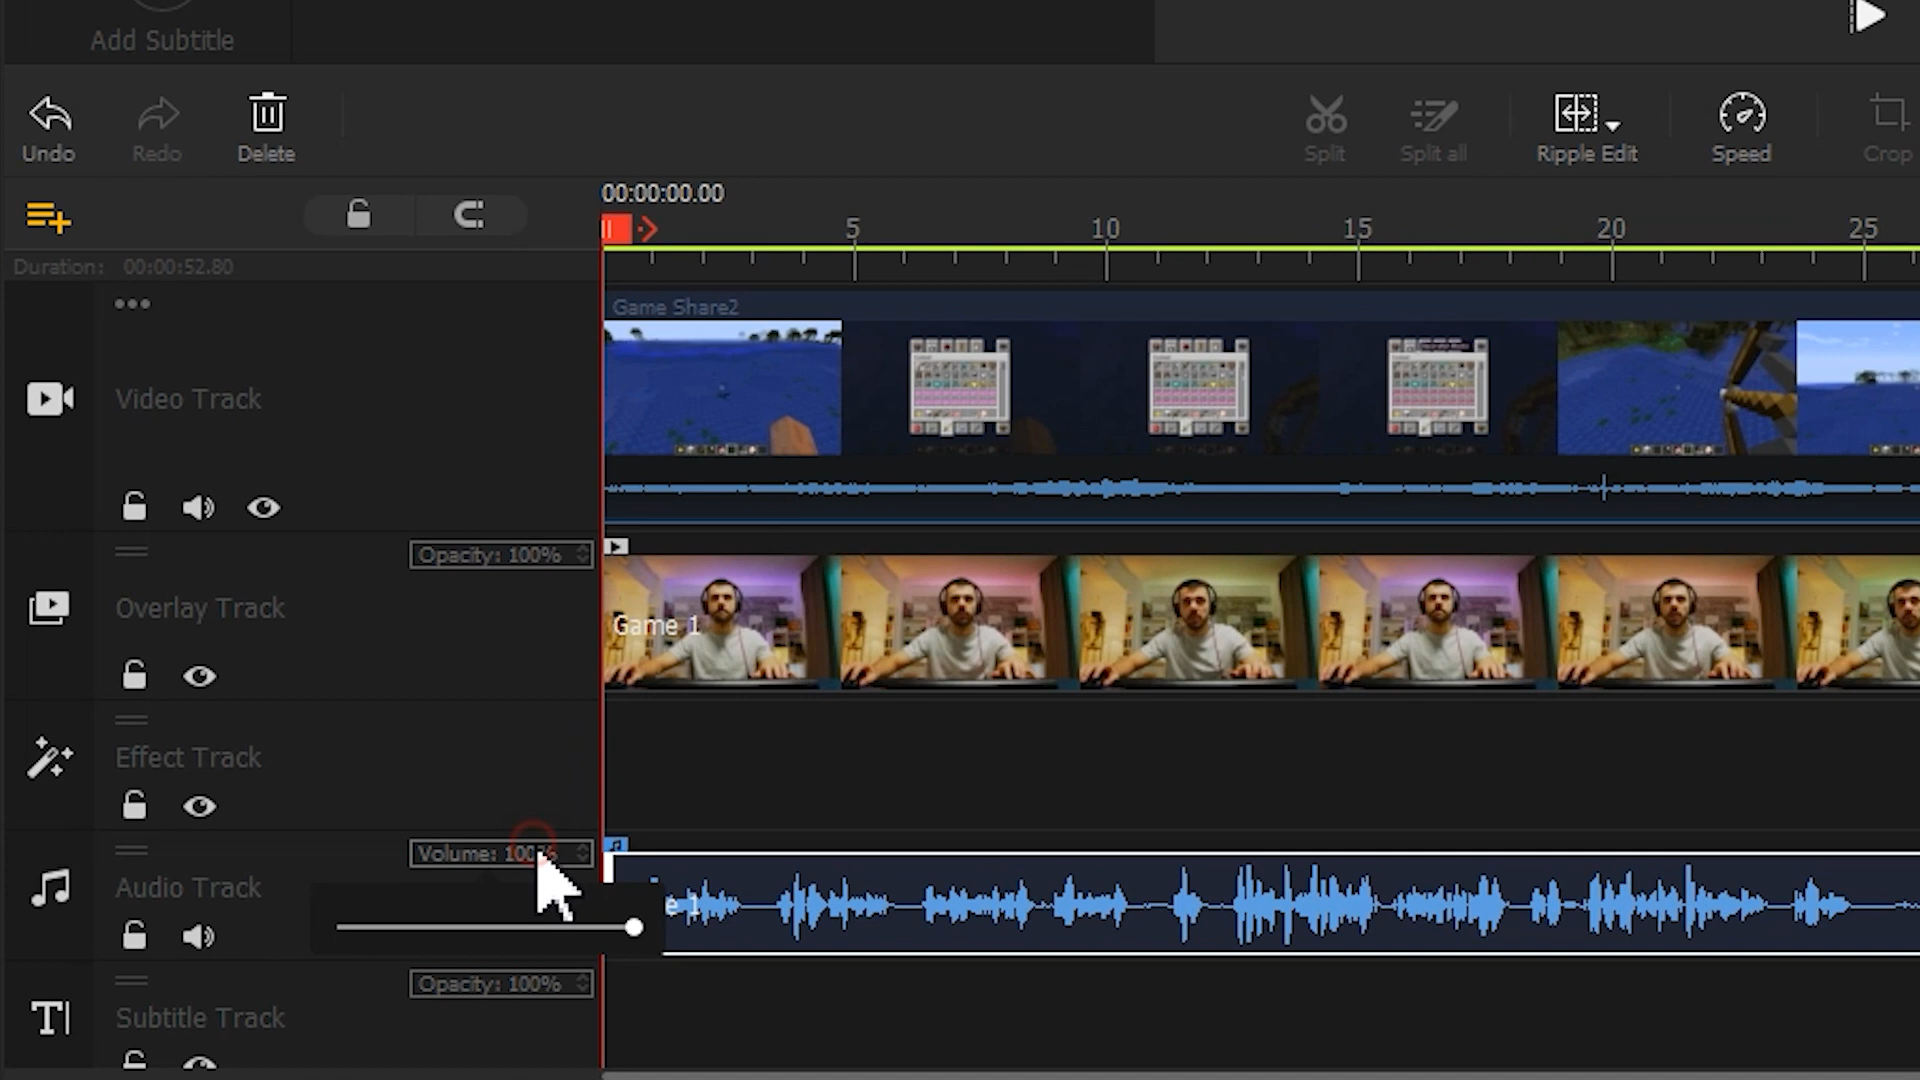 Add Subtitle
Undo
Redo
Delete
Split
Split all
Ripple Edit
Speed
Crop
00:00:00.00
5
10
15
20
25
Duration: 00:00:52.80
Game Share2
Video Track
Opacity: 100%
Overlay Track
Game 1
Effect Track
Volume: 100%
Audio Track
e 1
Opacity: 100%
Subtitle Track